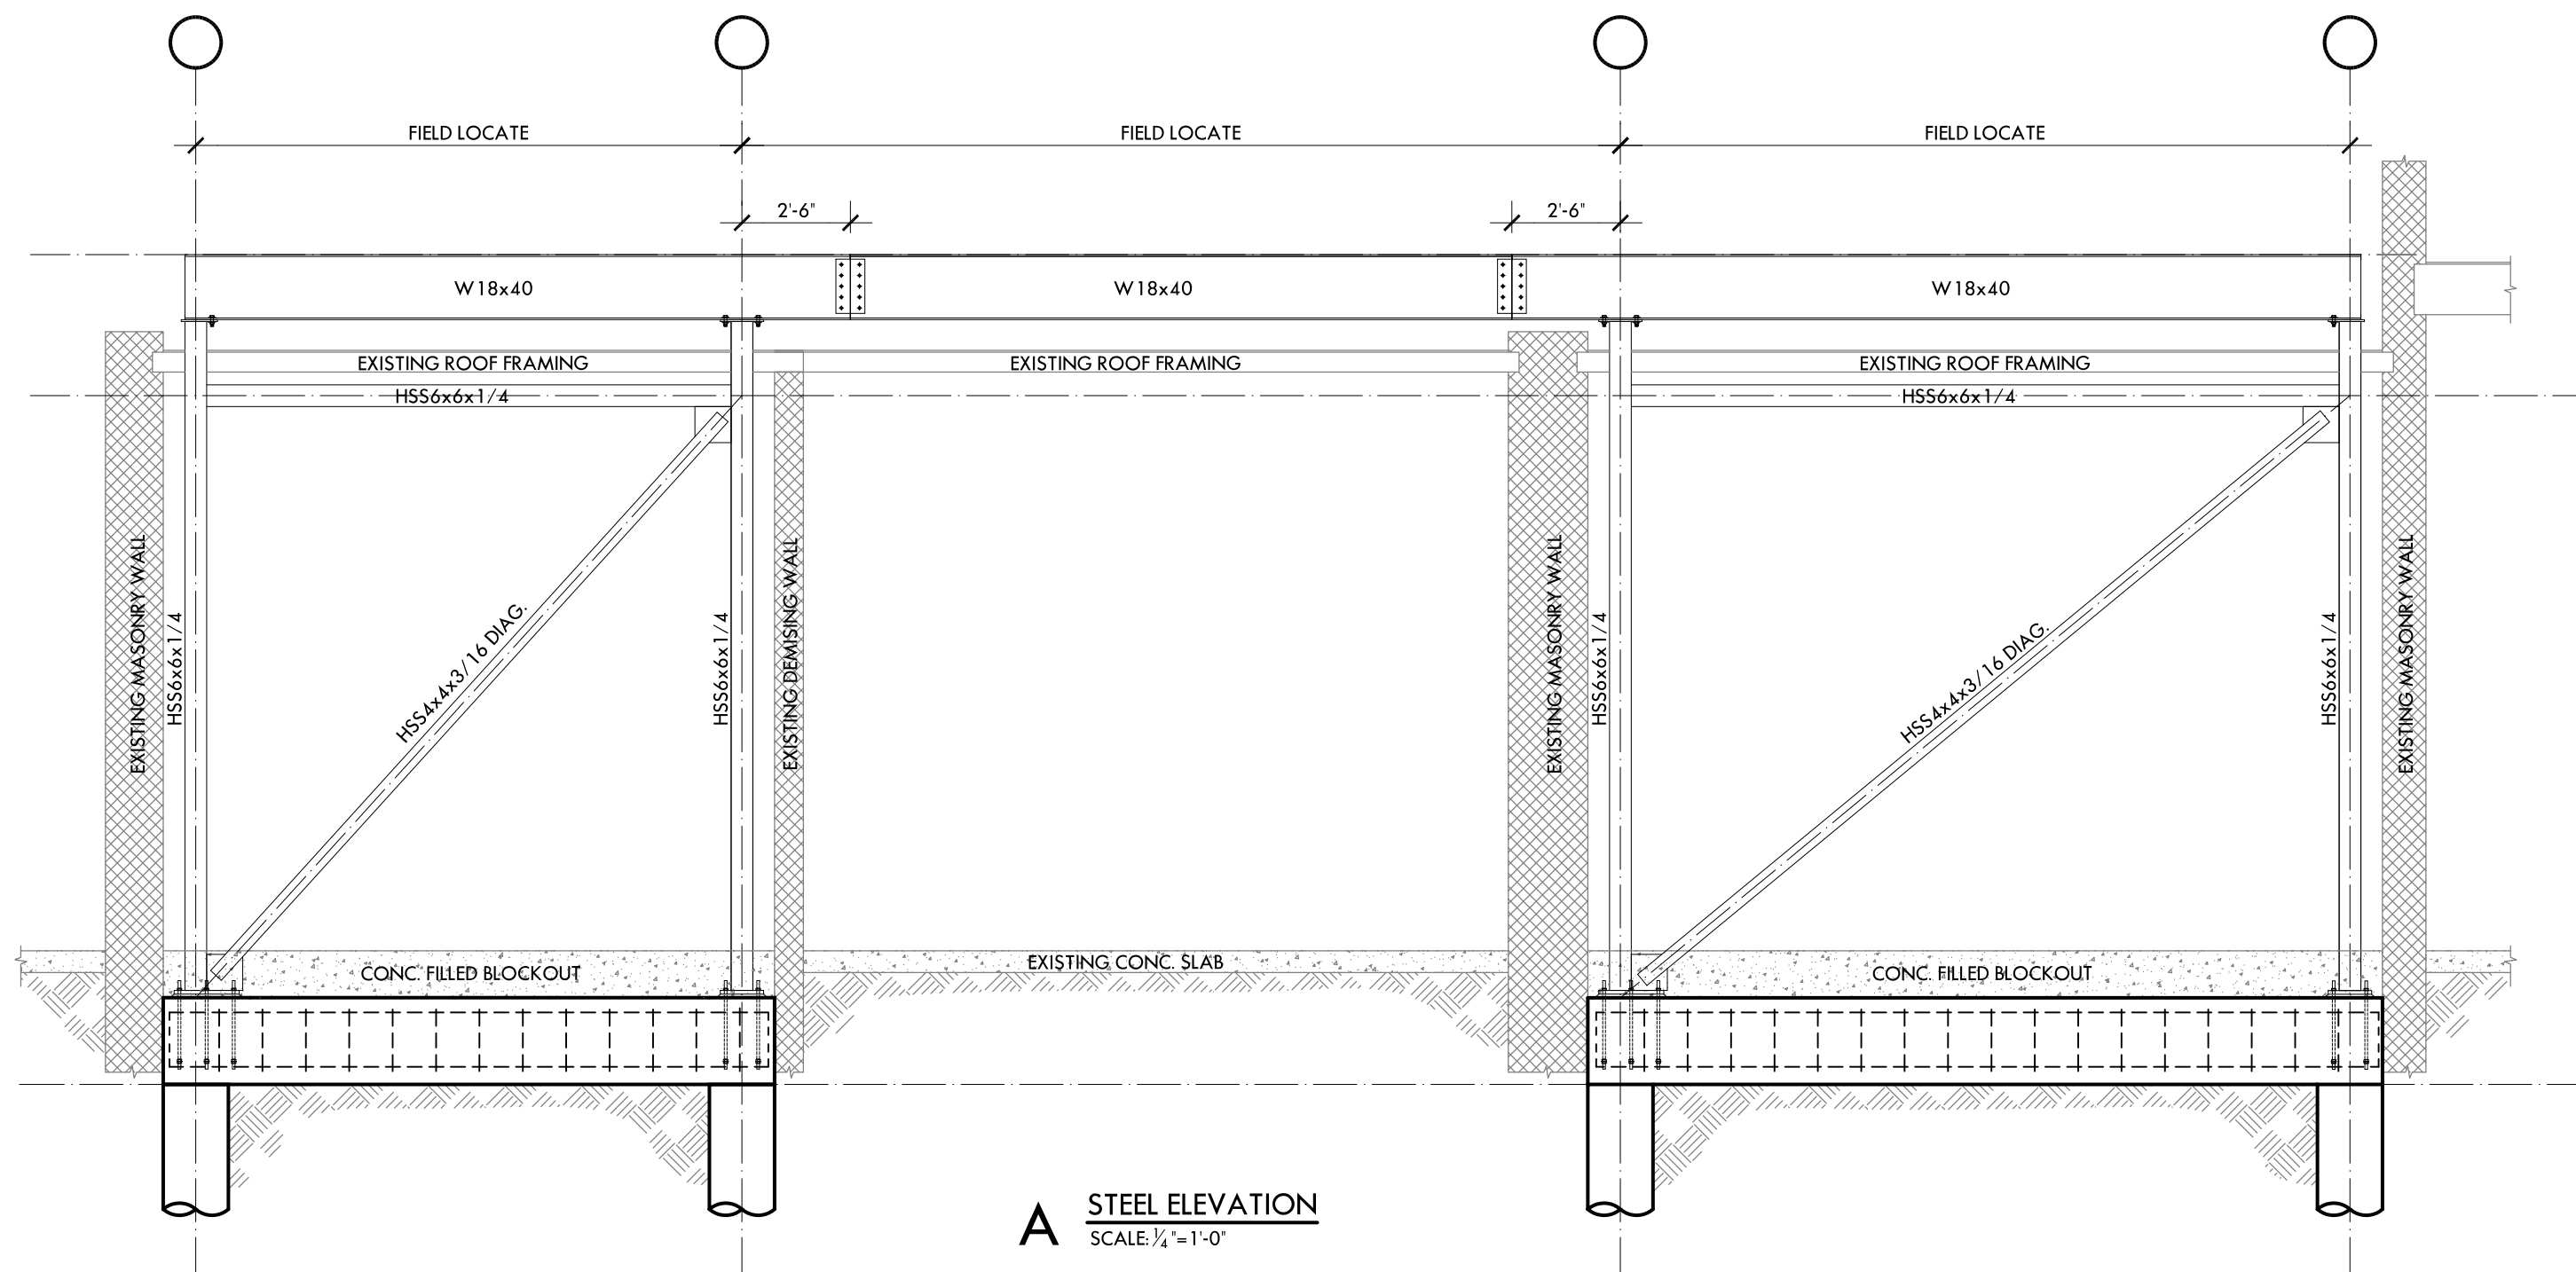 FIELD LOCATE
FIELD LOCATE
FIELD LOCATE
2'-6"
2'-6"
W18x40
W18x40
W18x40
EXISTING ROOF FRAMING
EXISTING ROOF FRAMING
EXISTING ROOF FRAMING
HSS6x6x1/4
HSS6x6x1/4
EXISTING MASONRY WALL
HSS6x6x1/4
HSS4x4x3/16 DIAG.
HSS6x6x1/4
EXISTING DEMISING WALL
EXISTING MASONRY WALL
HSS6x6x1/4
HSS4x4x3/16 DIAG.
HSS6x6x1/4
EXISTING MASONRY WALL
CONC. FILLED BLOCKOUT
EXISTING CONC. SLAB
CONC. FILLED BLOCKOUT
A
STEEL ELEVATION
SCALE: 1/4"=1'-0"